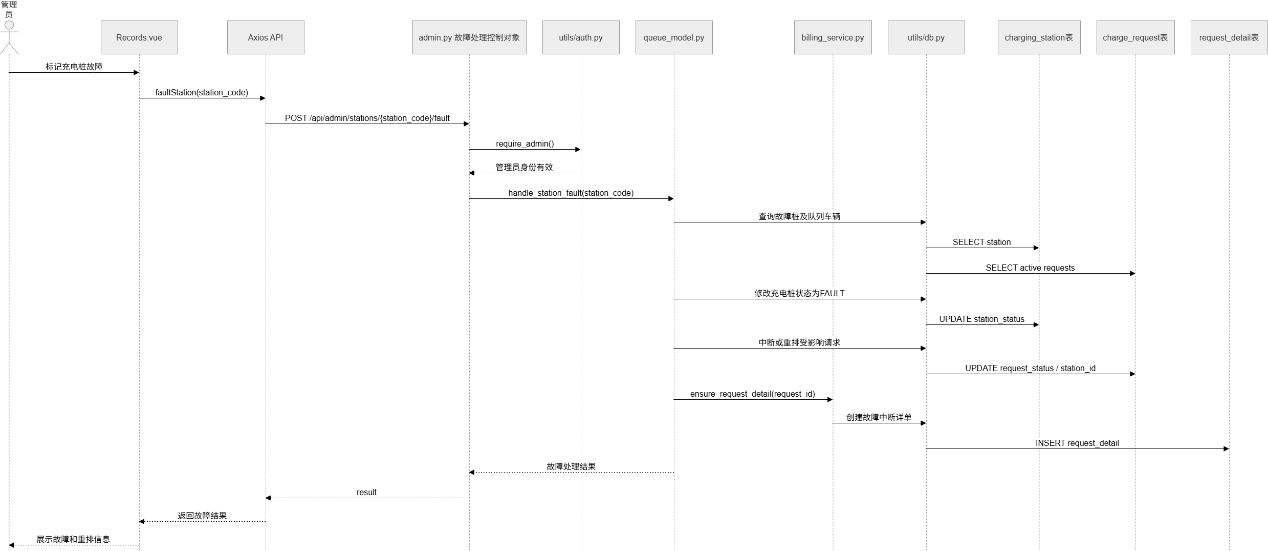 管理
员
Records.vue
Axios API
admin.py 故障处理控制对象
utils/auth.py
queue_model.py
billing_service.py
utils/db.py
charging_station表
charge_request表
request_detail表
标记充电桩故障
faultStation(station_code)
POST /api/admin/stations/{station_code}/fault
require_admin()
管理员身份有效
handle_station_fault(station_code)
查询故障桩及队列车辆
SELECT station
SELECT active requests
修改充电桩状态为FAULT
UPDATE station_status
中断或重排受影响请求
UPDATE request_status / station_id
ensure_request_detail(request_id)
创建故障中断详单
INSERT request_detail
故障处理结果
result
返回故障结果
展示故障和重排信息